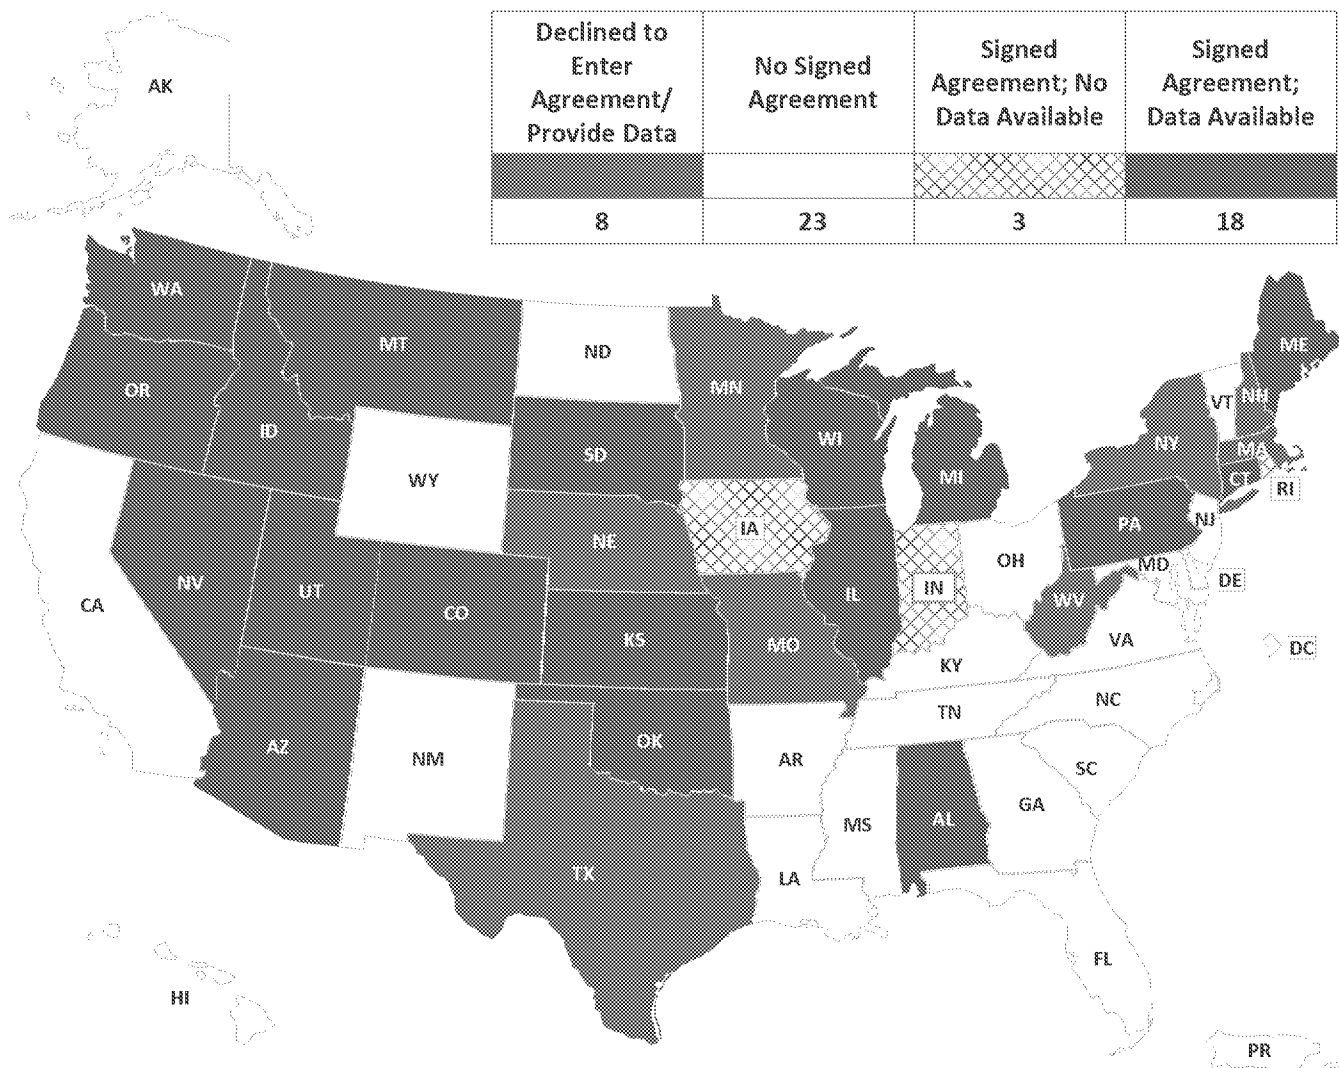 Declined to
Enter
Agreement/
Provide Data
No Signed
Agreement
Signed
Agreement; No
Data Available
Signed
Agreement;
Data Available
8
23
3
18
AK
WA
MT
ND
MN
ME
OR
ID
WY
SD
WI
MI
NY
VT
NH
MA
CT
RI
CA
NV
UT
CO
NE
IA
IL
IN
OH
PA
NJ
MD
DE
DC
KS
MO
WV
VA
KY
AZ
NM
OK
AR
TN
NC
SC
TX
LA
MS
AL
GA
FL
HI
PR